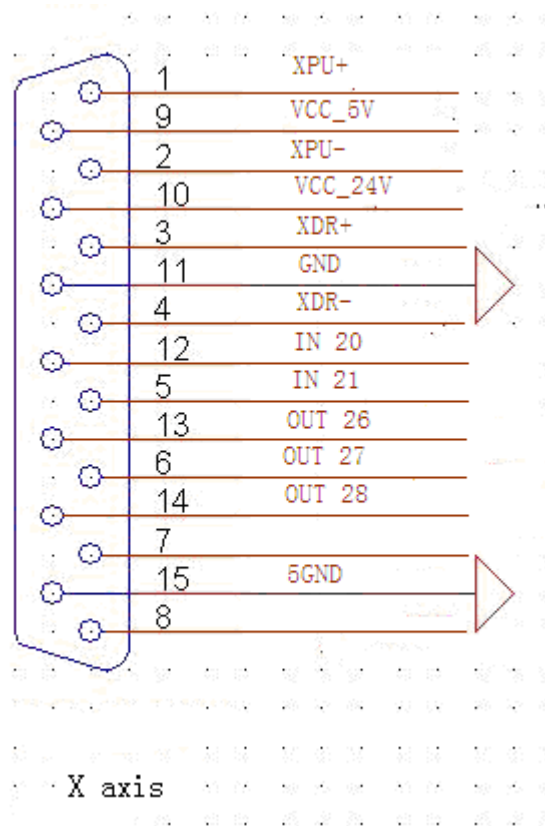 1 XPU+
9 VCC_5V
2 XPU-
10 VCC_24V
3 XDR+
11 GND
4 XDR-
12 IN 20
5 IN 21
13 OUT 26
6 OUT 27
14 OUT 28
7
15 5GND
8
X axis